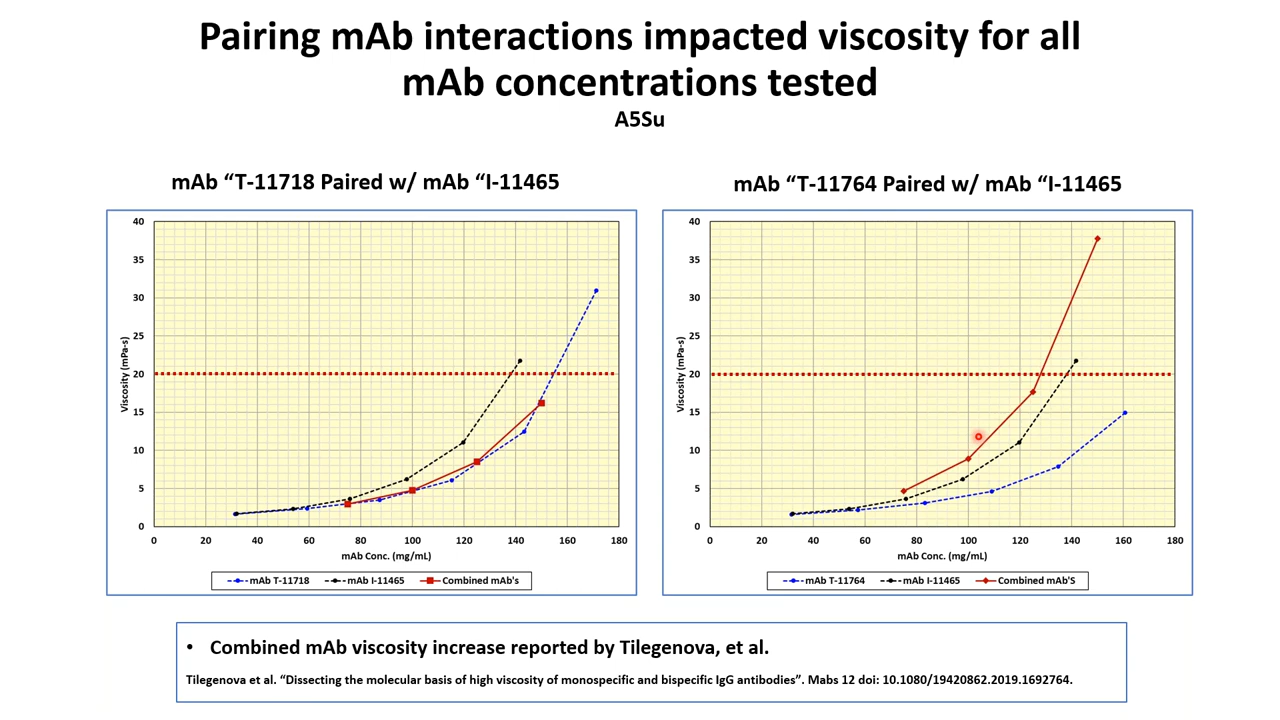 Pairing mAb interactions impacted viscosity for all
mAb concentrations tested
A5Su
mAb “T-11718 Paired w/ mAb “I-11465
40
35
30
25
20
15
10
5
0
Viscosity (mPa-s)
0 20 40 60 80 100 120 140 160 180
mAb Conc. (mg/mL)
mAb T-11718 mAb I-11465 Combined mAb's
mAb “T-11764 Paired w/ mAb “I-11465
40
35
30
25
20
15
10
5
0
Viscosity (mPa-s)
0 20 40 60 80 100 120 140 160 180
mAb Conc. (mg/mL)
mAb T-11764 mAb I-11465 Combined mAb'S
• Combined mAb viscosity increase reported by Tilegenova, et al.
Tilegenova et al. “Dissecting the molecular basis of high viscosity of monospecific and bispecific IgG antibodies”. Mabs 12 doi: 10.1080/19420862.2019.1692764.